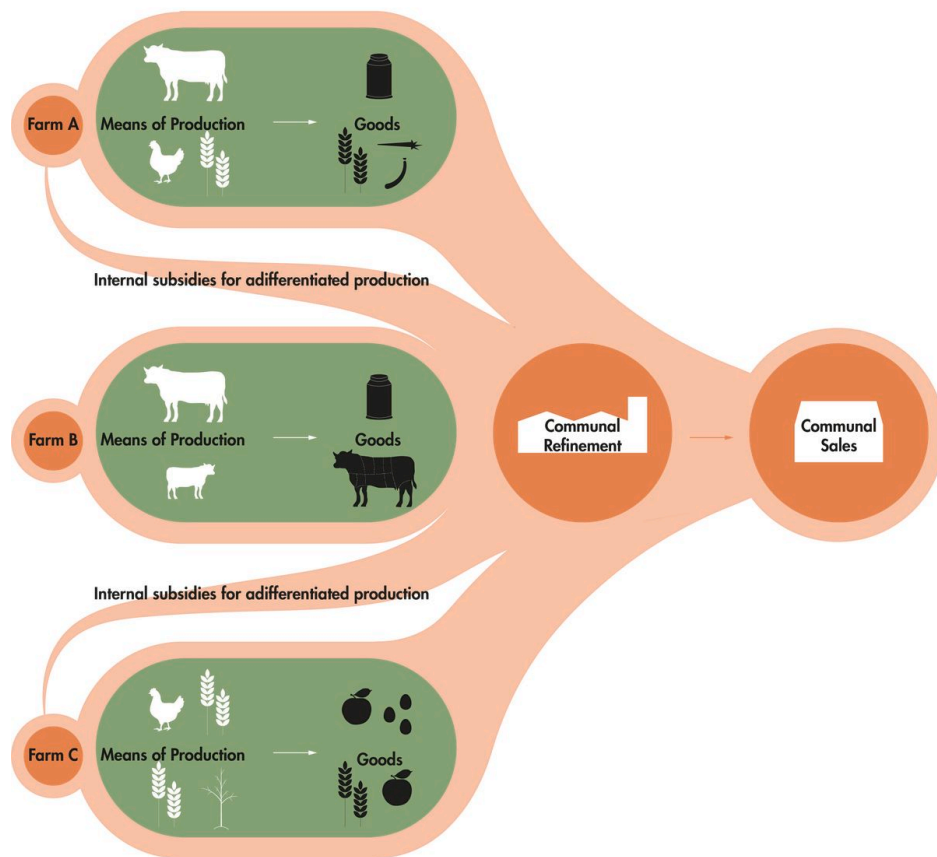 Farm A
Means of Production
Goods
Internal subsidies for adifferentiated production
Farm B
Means of Production
Goods
Communal
Refinement
Communal
Sales
Internal subsidies for adifferentiated production
Farm C
Means of Production
Goods